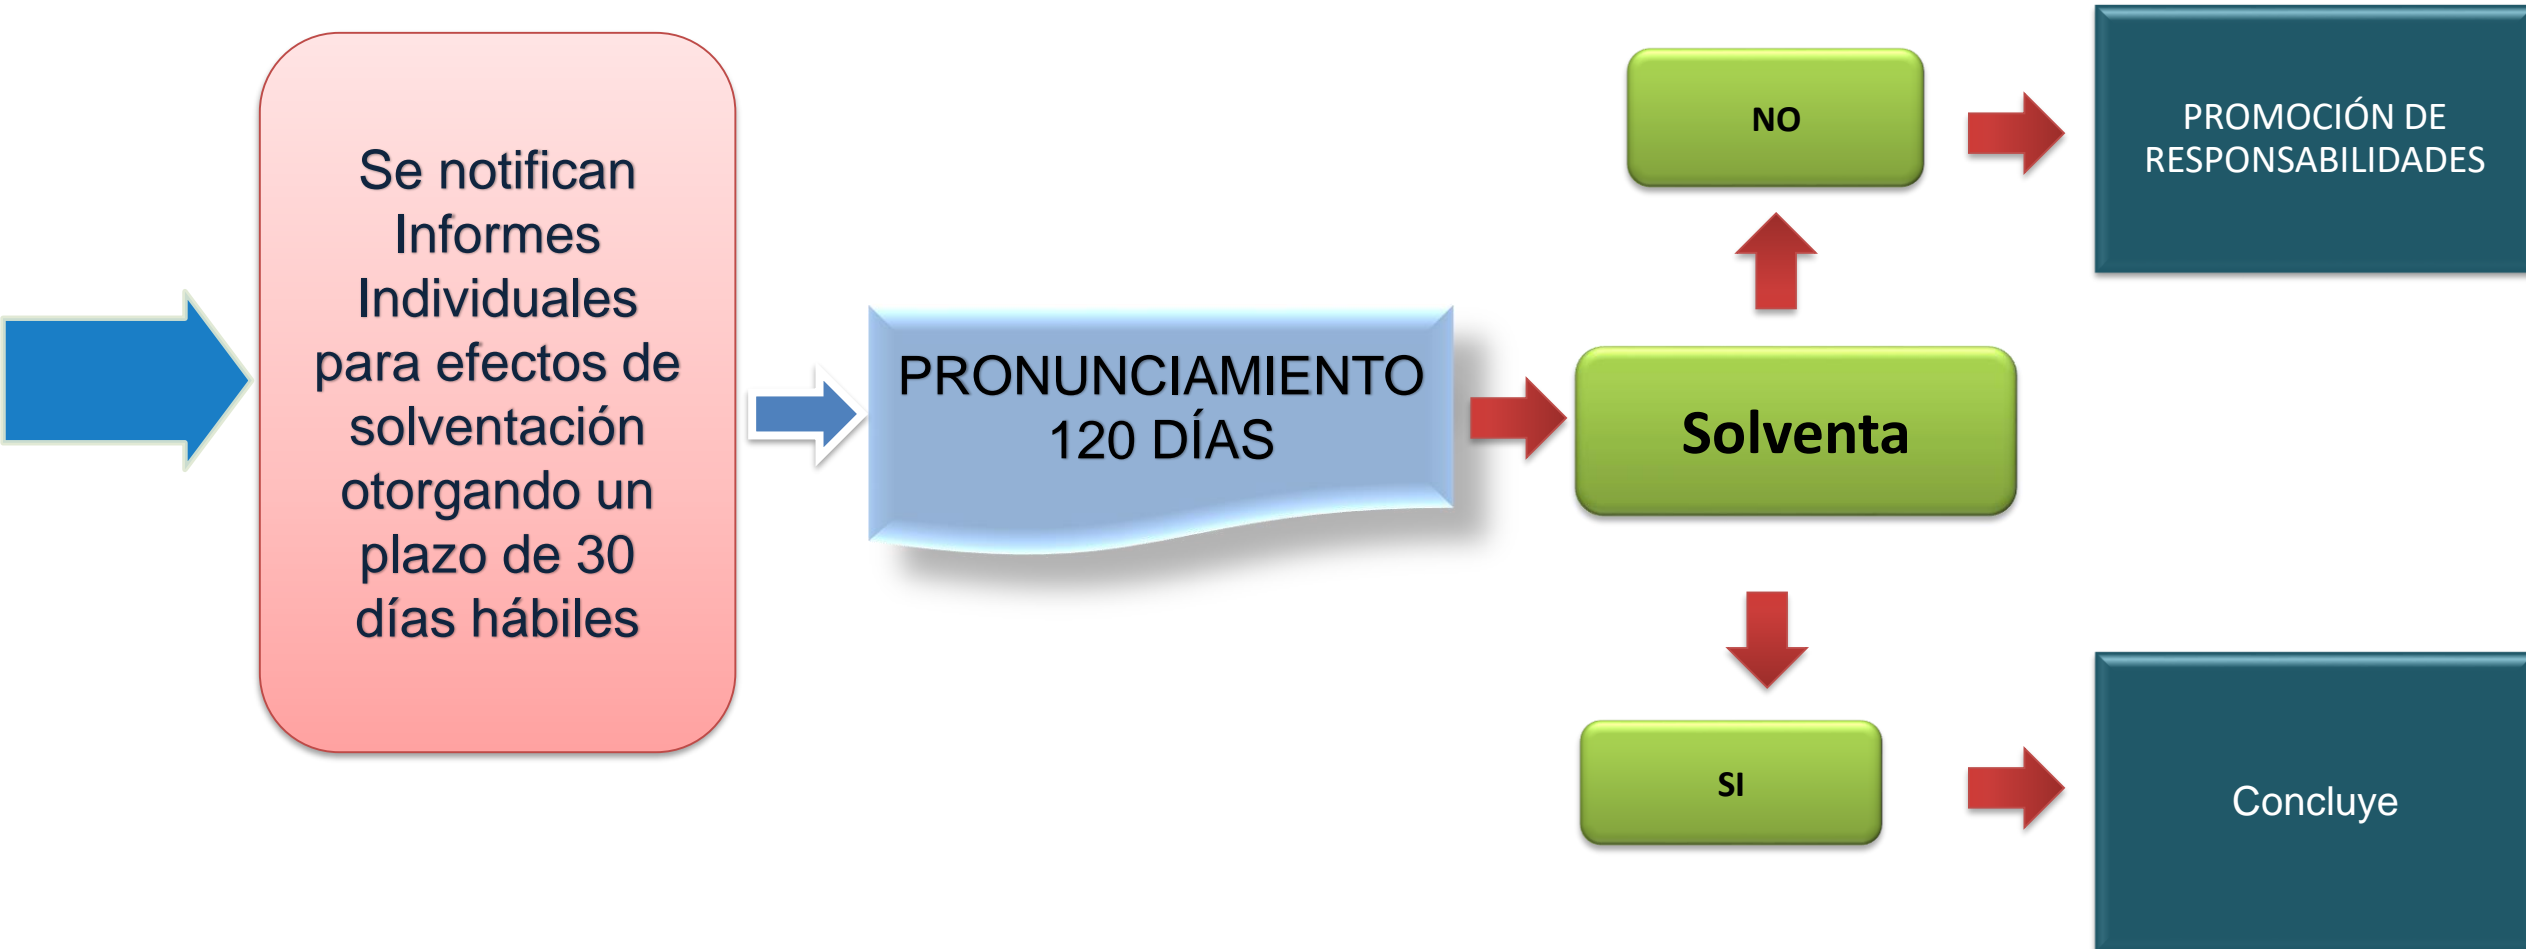 Se notifican
Informes
Individuales
para efectos de
solventación
otorgando un
plazo de 30
días hábiles
PRONUNCIAMIENTO
120 DÍAS
Solventa
NO
PROMOCIÓN DE
RESPONSABILIDADES
SI
Concluye